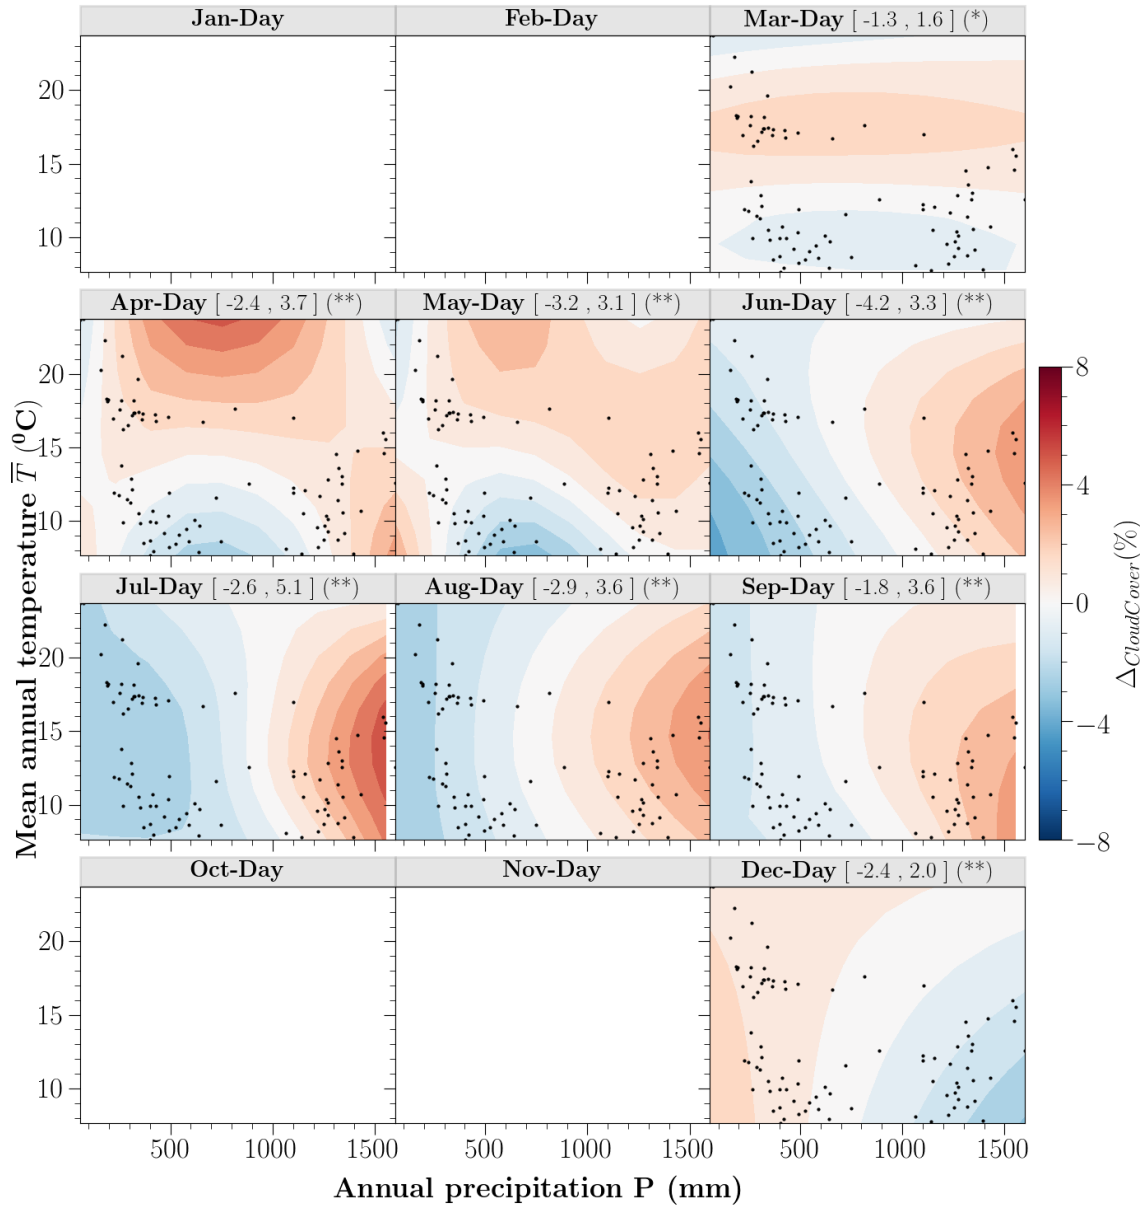 Jan-Day
Feb-Day
Mar-Day [ -1.3 , 1.6 ] (*)
20
15
10
Apr-Day [ -2.4 , 3.7 ] (**)
May-Day [ -3.2 , 3.1 ] (**)
Jun-Day [ -4.2 , 3.3 ] (**)
20
15
10
Jul-Day [ -2.6 , 5.1 ] (**)
Aug-Day [ -2.9 , 3.6 ] (**)
Sep-Day [ -1.8 , 3.6 ] (**)
20
15
10
Oct-Day
Nov-Day
Dec-Day [ -2.4 , 2.0 ] (**)
20
15
10
500 1000 1500
500 1000 1500
500 1000 1500
Annual precipitation P (mm)
Mean annual temperature T̅ (⁰C)
8
4
0
−4
−8
ΔCloudCover(%)